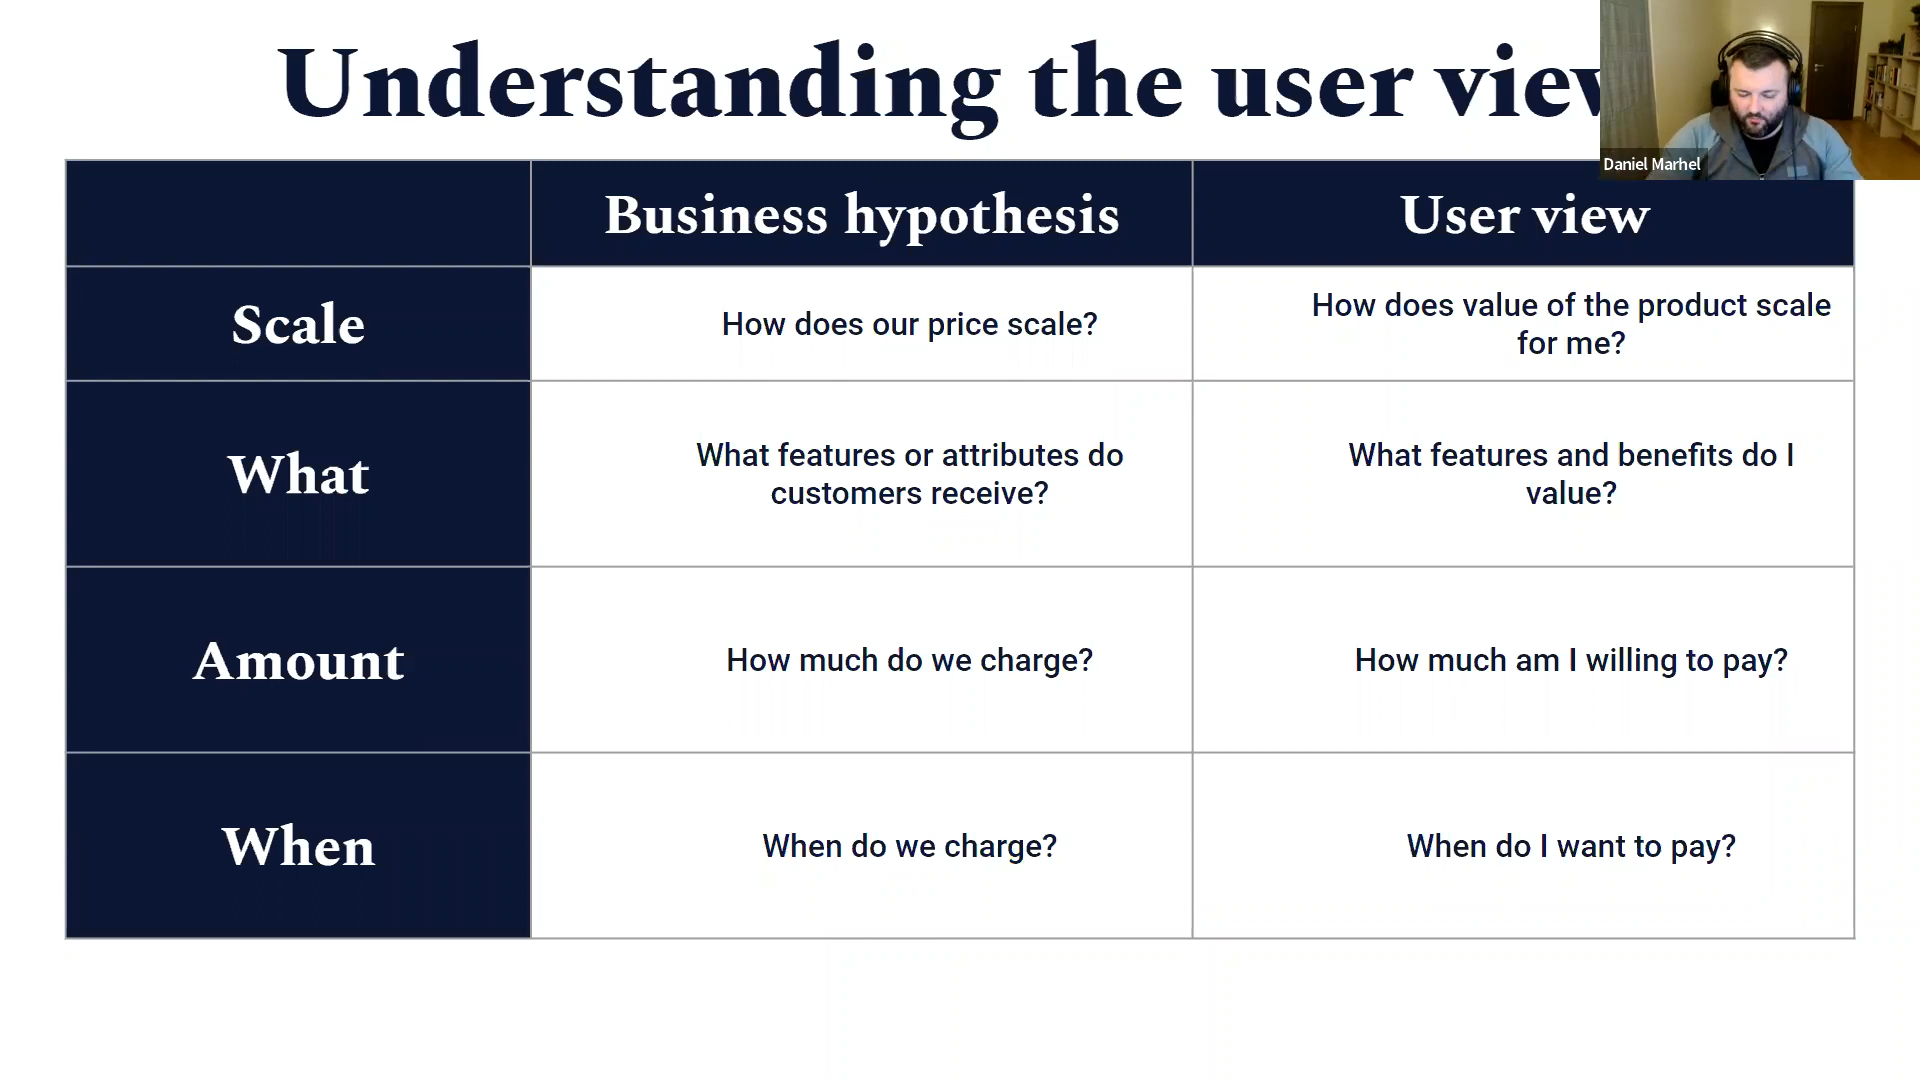 Understanding the user view
Daniel Marhel
Business hypothesis
User view
Scale
How does our price scale?
How does value of the product scale
for me?
What
What features or attributes do
customers receive?
What features and benefits do I
value?
Amount
How much do we charge?
How much am I willing to pay?
When
When do we charge?
When do I want to pay?